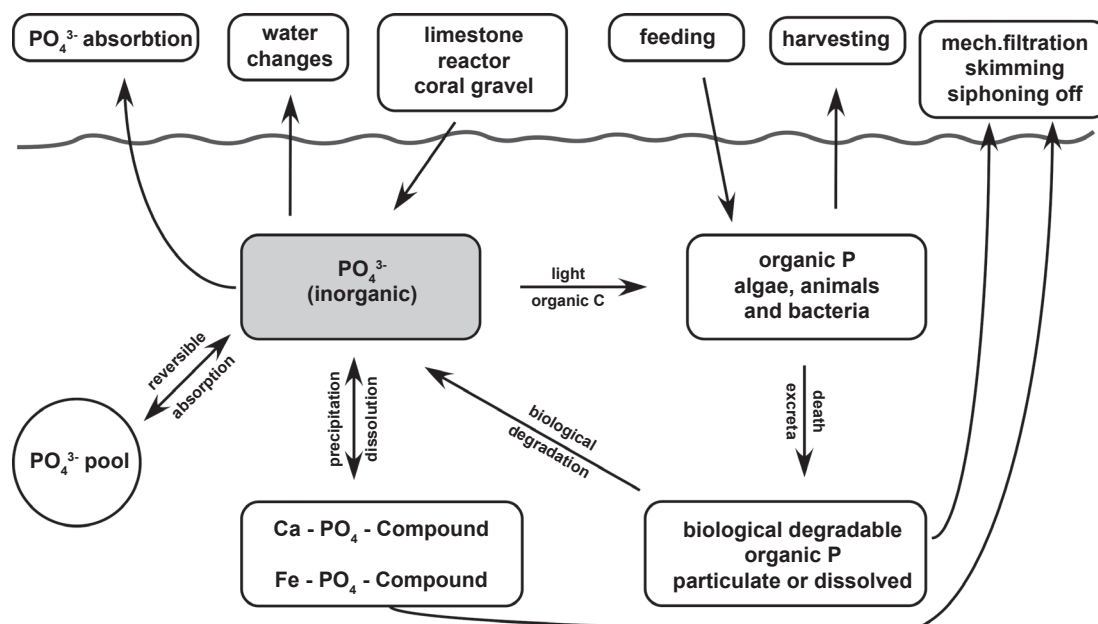 PO₄³⁻ absorbtion
water
changes
limestone
reactor
coral gravel
feeding
harvesting
mech.filtration
skimming
siphoning off
PO₄³⁻
(inorganic)
light
organic C
organic P
algae, animals
and bacteria
reversible
absorption
precipitation
dissolution
biological
degradation
death
excreta
PO₄³⁻ pool
Ca - PO₄ - Compound
Fe - PO₄ - Compound
biological degradable
organic P
particulate or dissolved